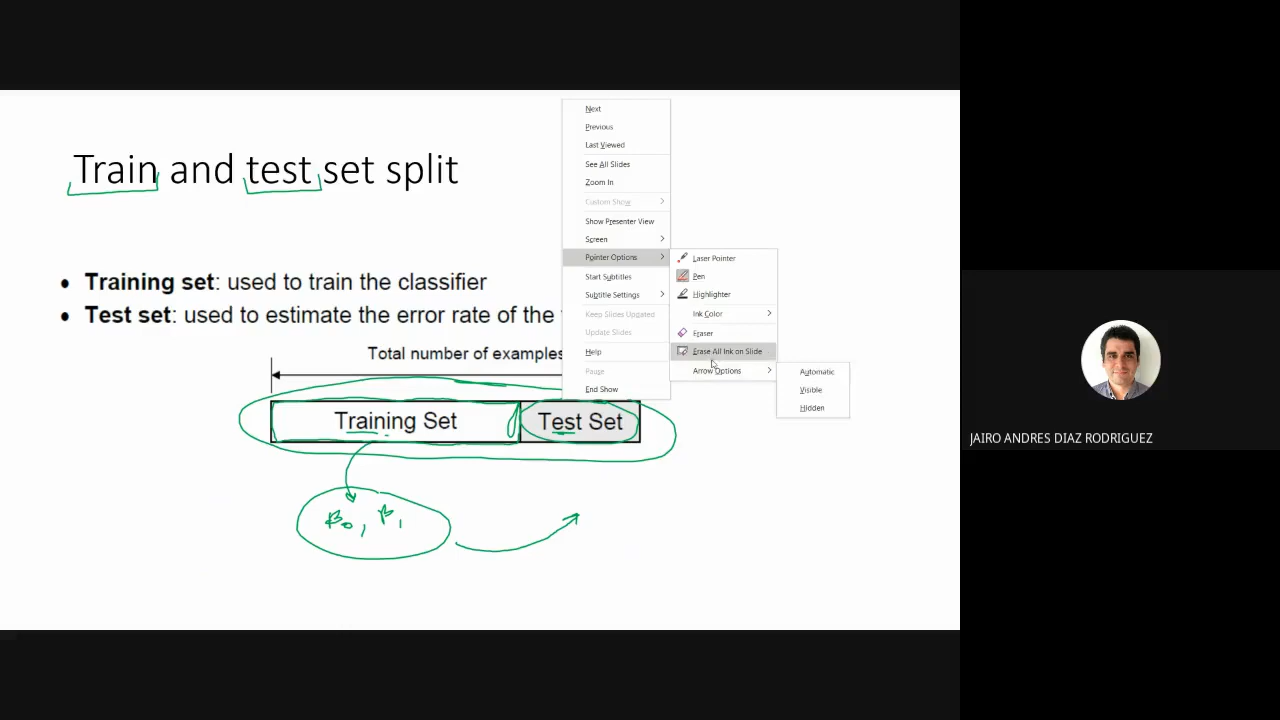 Train and test set split
• Training set: used to train the classifier
• Test set: used to estimate the error rate of the
Total number of examples
Training Set
Test Set
β₀, β₁
Next
Previous
Last Viewed
See All Slides
Zoom In
Custom Show
Show Presenter View
Screen
Pointer Options
Start Subtitles
Subtitle Settings
Keep Slides Updated
Update Slides
Help
Pause
End Show
Laser Pointer
Pen
Highlighter
Ink Color
Eraser
Erase All Ink on Slide
Arrow Options
Automatic
Visible
Hidden
JAIRO ANDRES DIAZ RODRIGUEZ